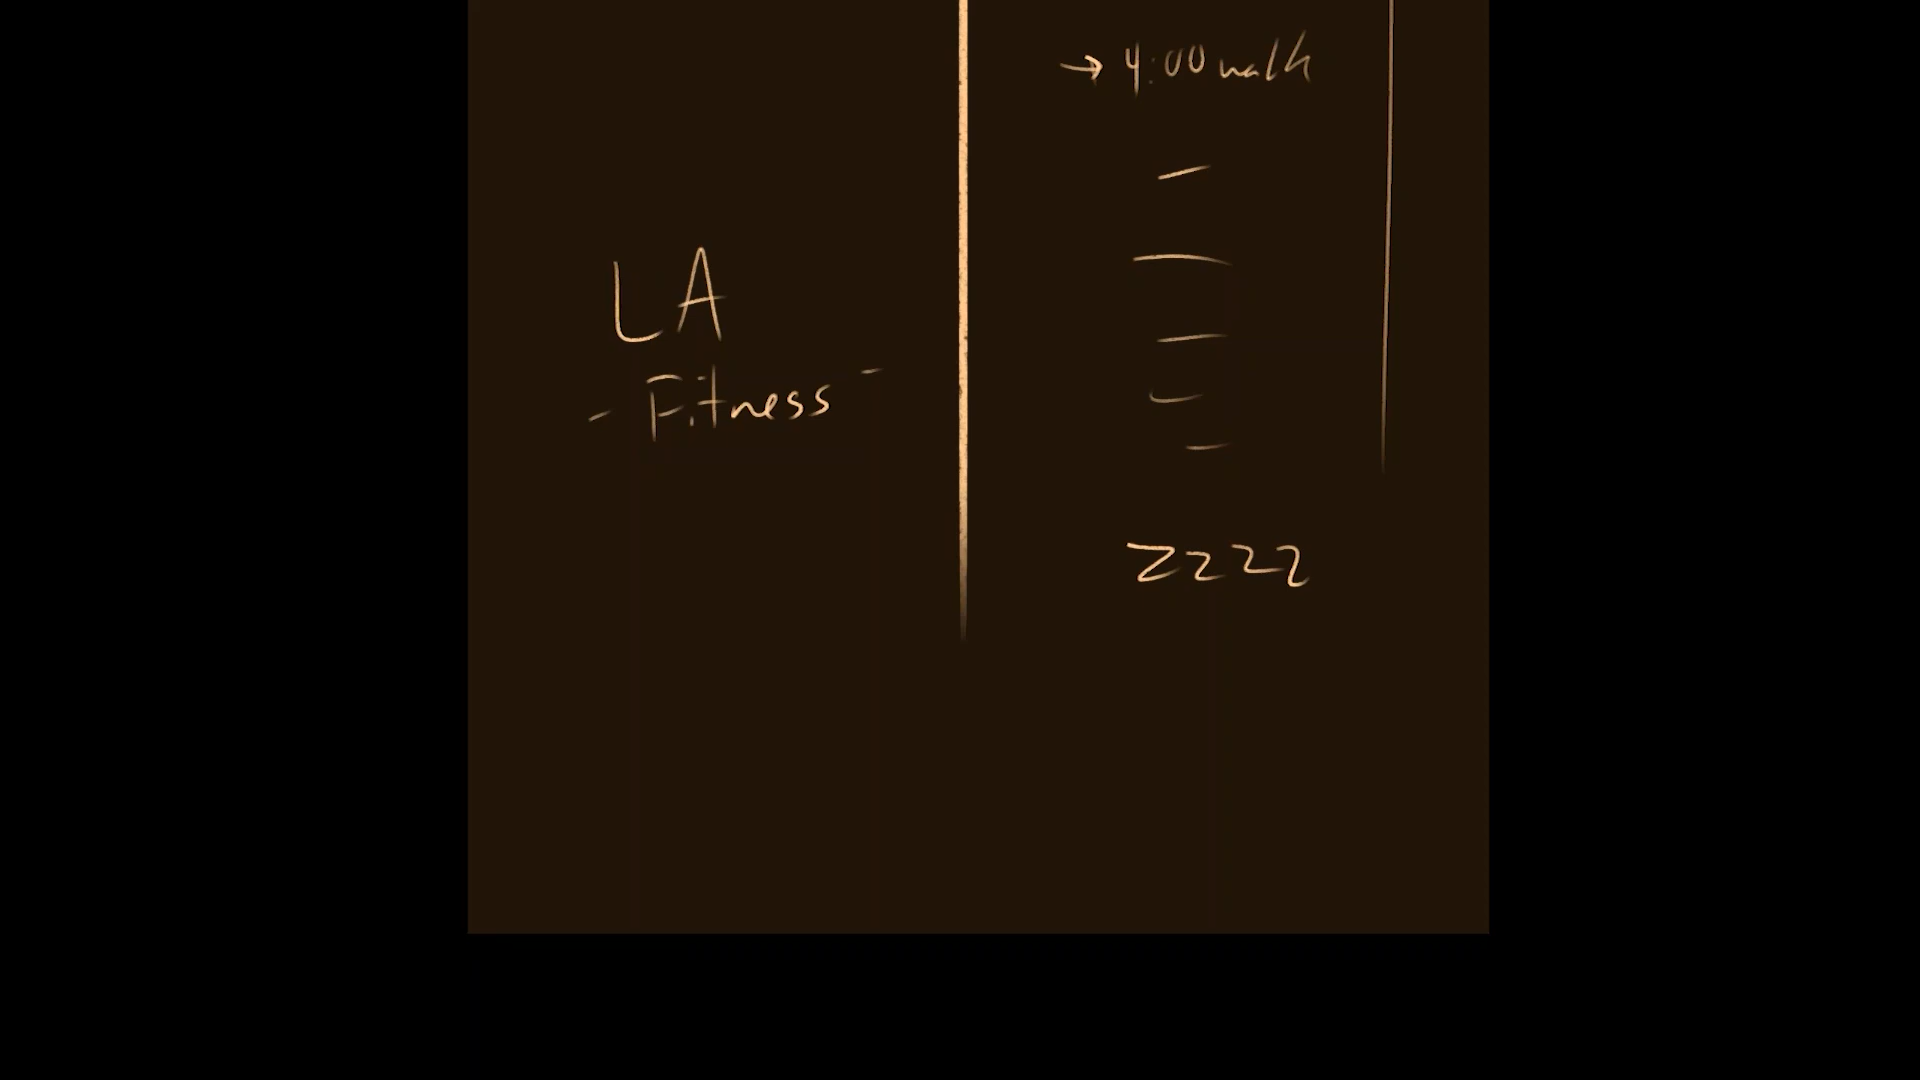 → 4:00 walk
LA
- Fitness -
Zzzz